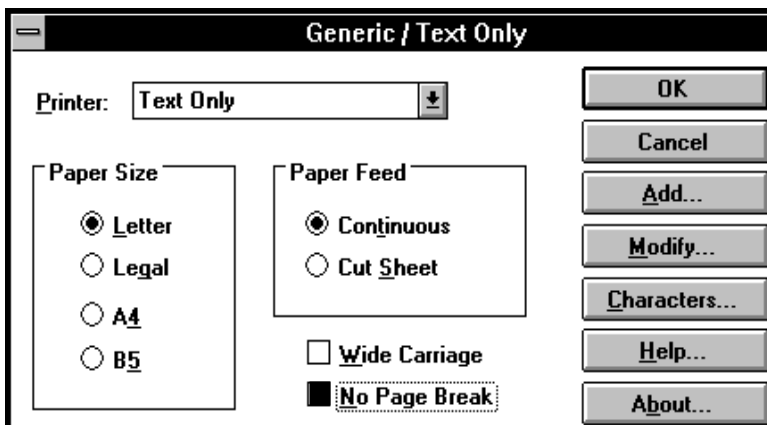 Generic / Text Only
Printer: Text Only
OK
Cancel
Add...
Modify...
Characters...
Help...
About...
Paper Size
Letter
Legal
A4
B5
Paper Feed
Continuous
Cut Sheet
Wide Carriage
No Page Break